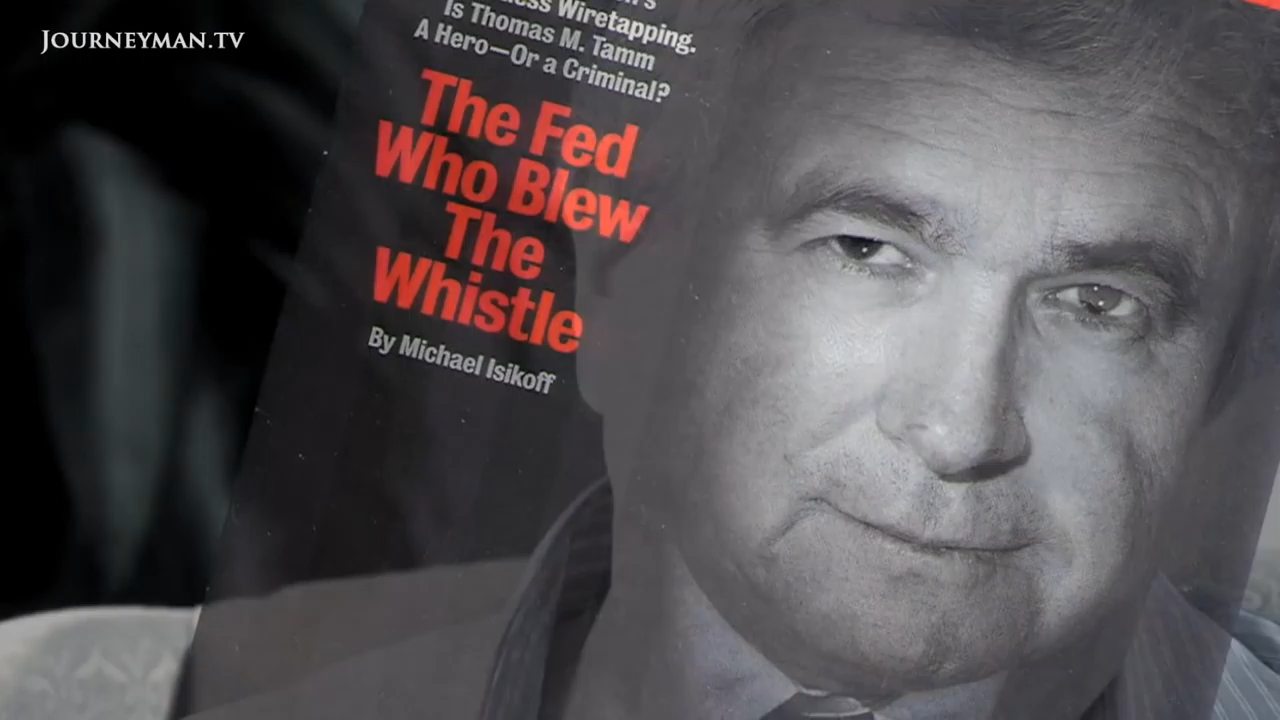 JOURNEYMAN.TV
Wiretapping.
Is Thomas M. Tamm
A Hero—Or a Criminal?
The Fed
Who Blew
The
Whistle
By Michael Isikoff